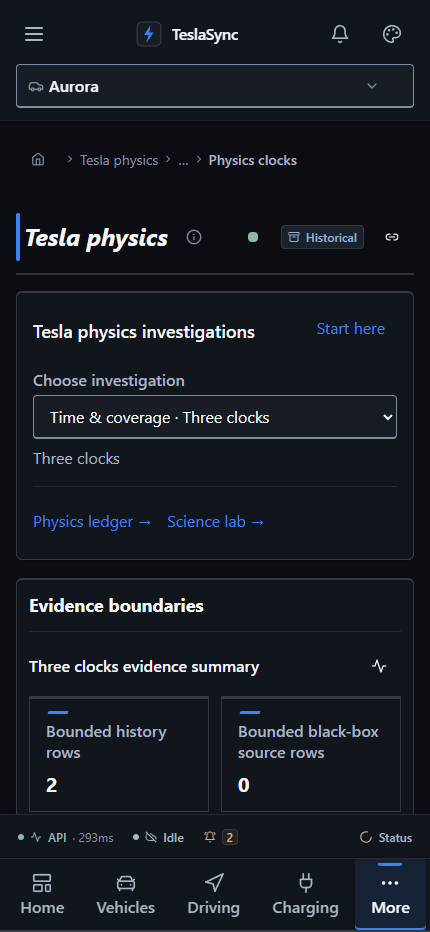 TeslaSync
Aurora
Tesla physics › ... › Physics clocks
Tesla physics
Historical
Tesla physics investigations
Start here
Choose investigation
Time & coverage · Three clocks
Three clocks
Physics ledger →
Science lab →
Evidence boundaries
Three clocks evidence summary
Bounded history
rows
2
Bounded black-box
source rows
0
API · 293ms
Idle
2
Status
Home
Vehicles
Driving
Charging
More